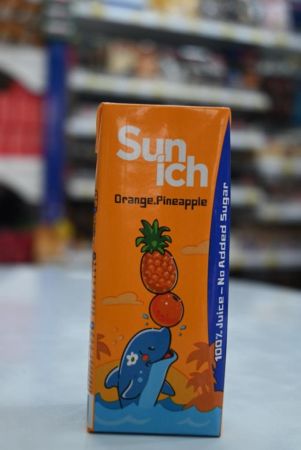 Sun
ich
Orange.Pineapple
100% Juice – No Added Sugar